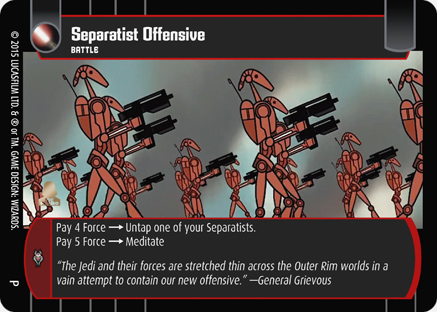 Separatist Offensive
BATTLE
Pay 4 Force → Untap one of your Separatists.
Pay 5 Force → Meditate
"The Jedi and their forces are stretched thin across the Outer Rim worlds in a
vain attempt to contain our new offensive." —General Grievous
© 2015 LUCASFILM LTD. & ® or TM. GAME DESIGN: WIZARDS.
P